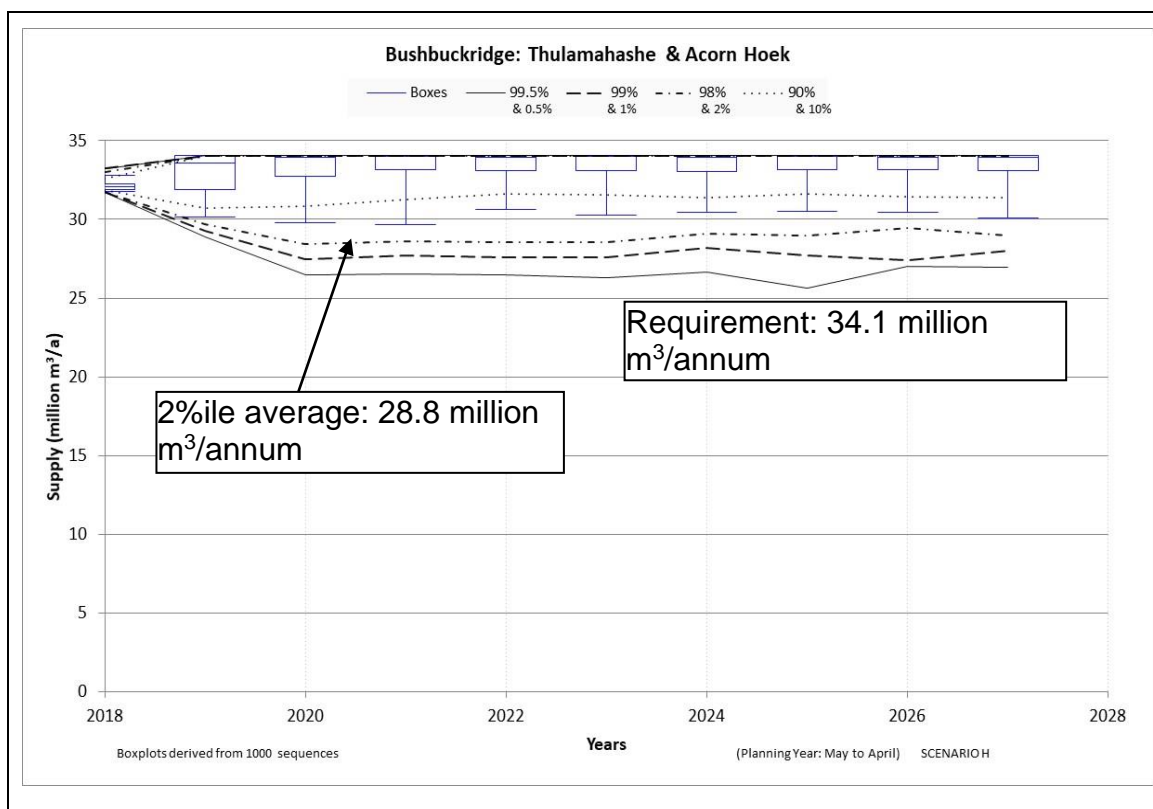 Bushbuckridge: Thulamahashe & Acorn Hoek
Boxes 99.5% 99% 98% 90%
& 0.5% & 1% & 2% & 10%
35
30
25
20
15
10
5
0
Supply (million m³/a)
Requirement: 34.1 million
m³/annum
2%ile average: 28.8 million
m³/annum
2018 2020 2022 2024 2026 2028
Years
Boxplots derived from 1000 sequences
(Planning Year: May to April) SCENARIO H